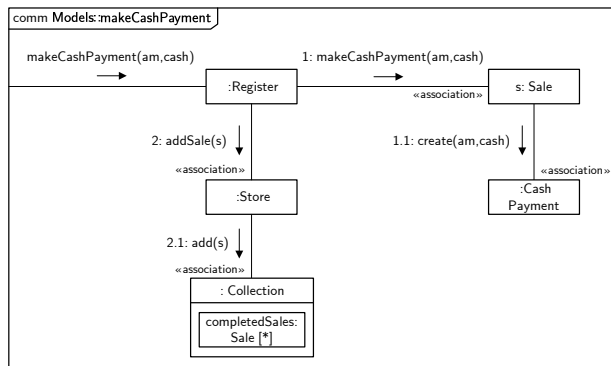 comm Models::makeCashPayment
makeCashPayment(am,cash)
1: makeCashPayment(am,cash)
:Register
s: Sale
«association»
2: addSale(s)
1.1: create(am,cash)
«association»
«association»
:Store
:Cash
Payment
2.1: add(s)
«association»
: Collection
completedSales:
Sale [*]